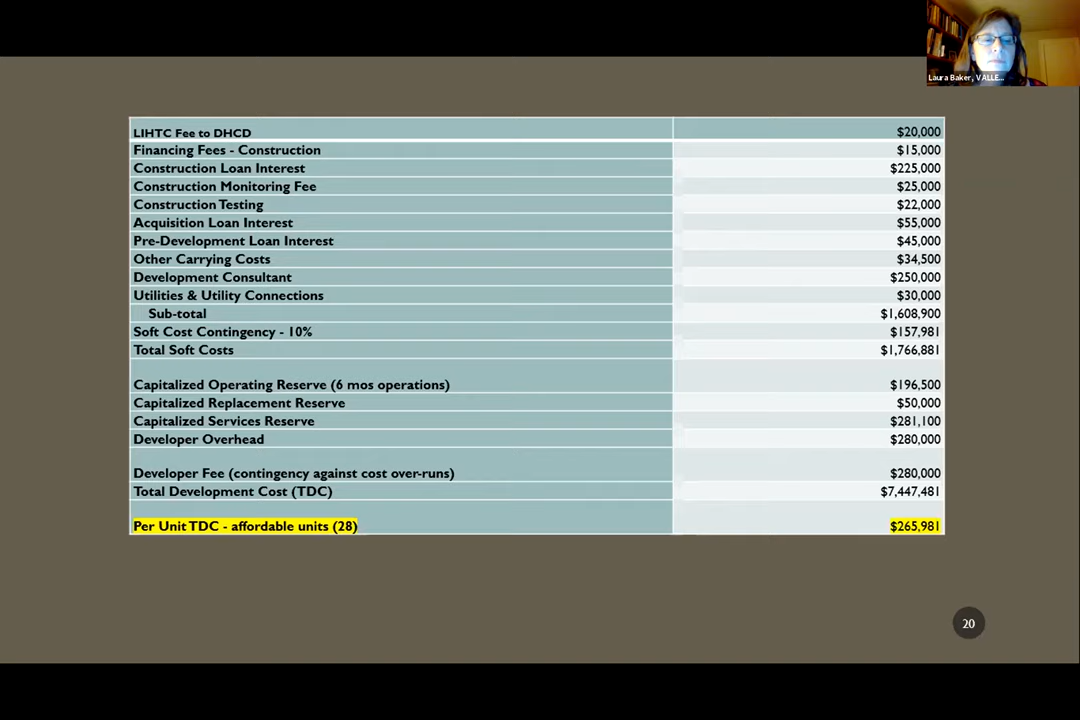 Laura Baker, VALLE...
LIHTC Fee to DHCD $20,000
Financing Fees - Construction $15,000
Construction Loan Interest $225,000
Construction Monitoring Fee $25,000
Construction Testing $22,000
Acquisition Loan Interest $55,000
Pre-Development Loan Interest $45,000
Other Carrying Costs $34,500
Development Consultant $250,000
Utilities & Utility Connections $30,000
Sub-total $1,608,900
Soft Cost Contingency - 10% $157,981
Total Soft Costs $1,766,881
Capitalized Operating Reserve (6 mos operations) $196,500
Capitalized Replacement Reserve $50,000
Capitalized Services Reserve $281,100
Developer Overhead $280,000
Developer Fee (contingency against cost over-runs) $280,000
Total Development Cost (TDC) $7,447,481
Per Unit TDC - affordable units (28) $265,981
20